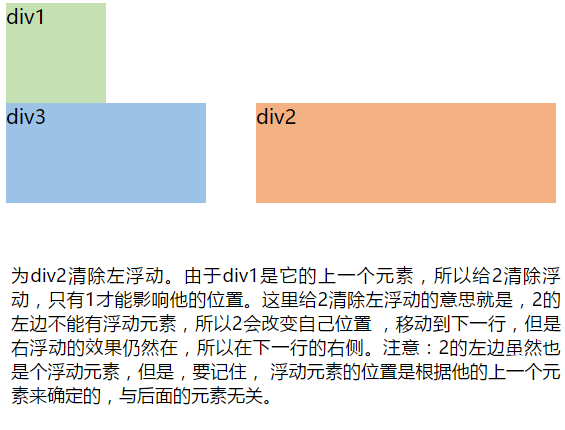 div1
div3
div2
为div2清除左浮动。由于div1是它的上一个元素，所以给2清除浮
动，只有1才能影响他的位置。这里给2清除左浮动的意思就是，2的
左边不能有浮动元素，所以2会改变自己位置 ，移动到下一行，但是
右浮动的效果仍然在，所以在下一行的右侧。注意：2的左边虽然也
是个浮动元素，但是，要记住， 浮动元素的位置是根据他的上一个元
素来确定的，与后面的元素无关。